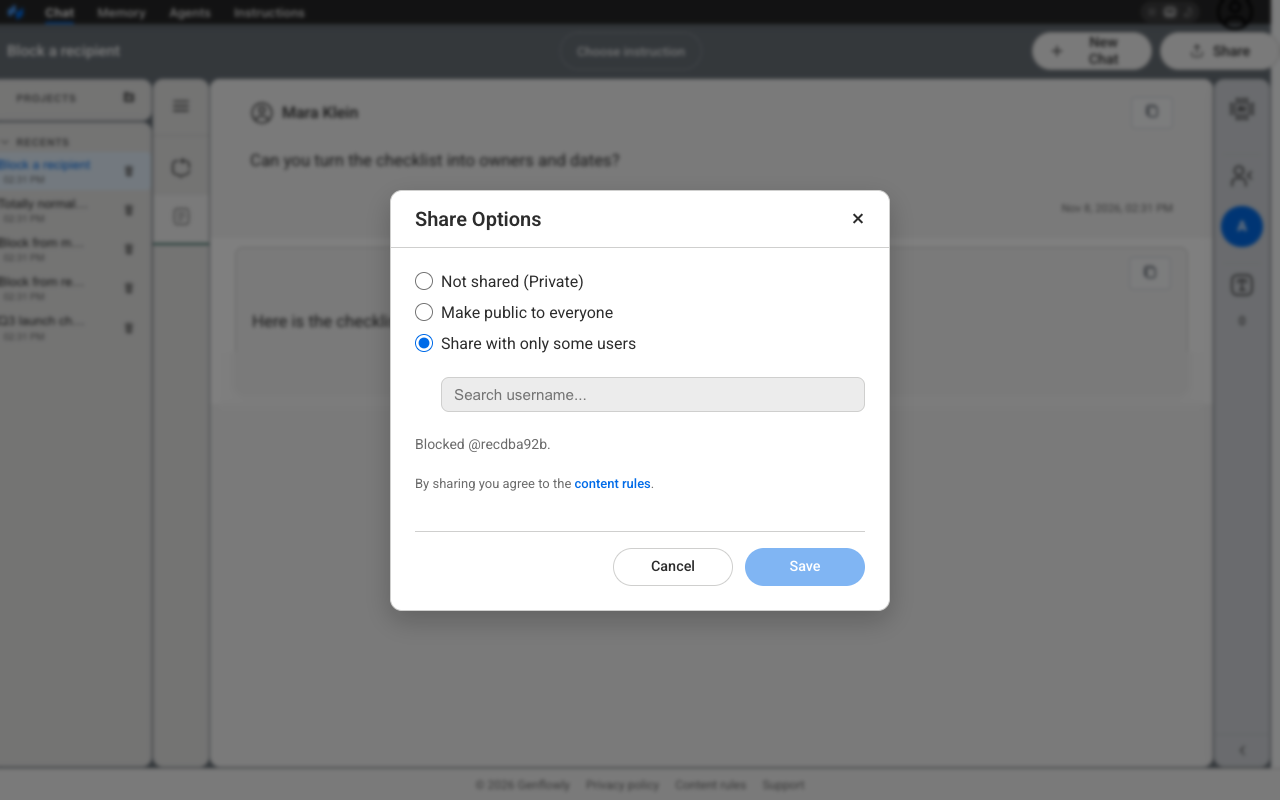 Chat Memory Agents Instructions
Block a recipient
Choose instruction
New
Chat
Share
PROJECTS
RECENTS
Block a recipient
02:31 PM
Totally normal...
02:31 PM
Block from m...
02:31 PM
Block from re...
02:31 PM
Q3 launch ch...
02:31 PM
Mara Klein
Can you turn the checklist into owners and dates?
Nov 8, 2026, 02:31 PM
A
Here is the checkli
0
Share Options
Not shared (Private)
Make public to everyone
Share with only some users
Search username...
Blocked @recdba92b.
By sharing you agree to the content rules.
Cancel
Save
© 2026 Genflowly Privacy policy Content rules Support